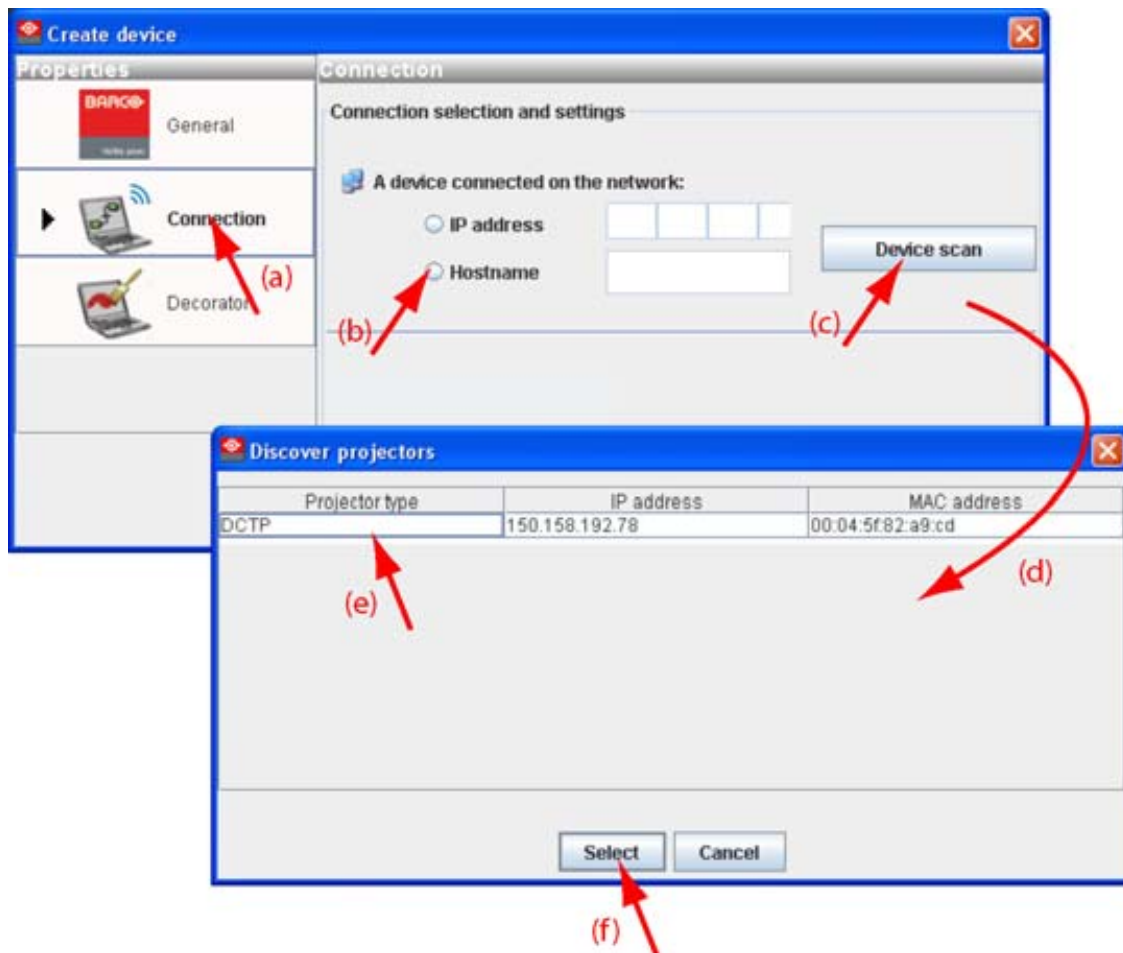 Create device
Properties
Connection
BARCO
General
Connection selection and settings
A device connected on the network:
Connection
IP address
Device scan
Hostname
(a)
(b)
(c)
Decorator
Discover projectors
Projector type IP address MAC address
DCTP 150.158.192.78 00:04:5f:82:a9:cd
(d)
(e)
Select Cancel
(f)